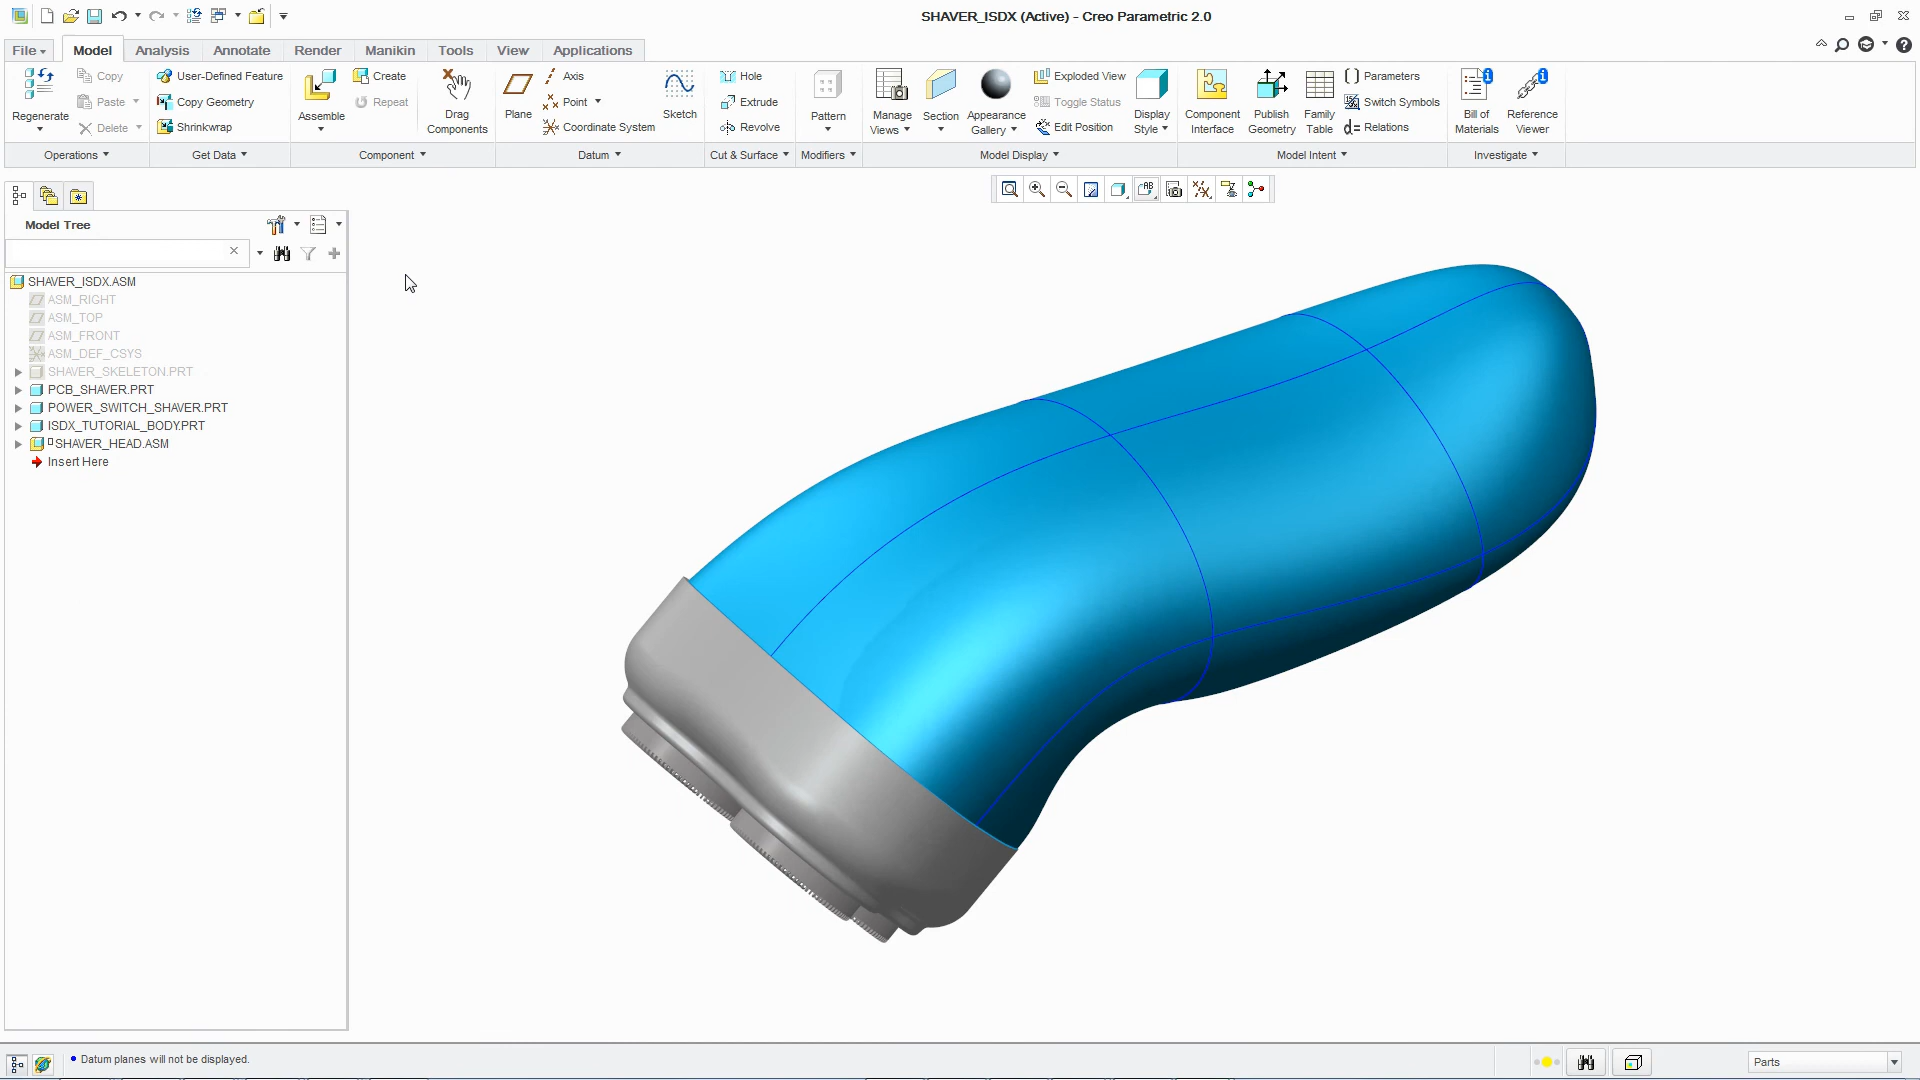 SHAVER_ISDX (Active) - Creo Parametric 2.0
File Model Analysis Annotate Render Manikin Tools View Applications
Regenerate
Copy
Paste
Delete
Operations
User-Defined Feature
Copy Geometry
Shrinkwrap
Get Data
Assemble
Create
Repeat
Drag
Components
Component
Plane
Axis
Point
Coordinate System
Sketch
Datum
Hole
Extrude
Revolve
Cut & Surface
Pattern
Modifiers
Manage
Views
Section
Appearance
Gallery
Exploded View
Toggle Status
Edit Position
Display
Style
Model Display
Component
Interface
Publish
Geometry
Family
Table
Parameters
Switch Symbols
Relations
Model Intent
Bill of
Materials
Reference
Viewer
Investigate
Model Tree
SHAVER_ISDX.ASM
ASM_RIGHT
ASM_TOP
ASM_FRONT
ASM_DEF_CSYS
SHAVER_SKELETON.PRT
PCB_SHAVER.PRT
POWER_SWITCH_SHAVER.PRT
ISDX_TUTORIAL_BODY.PRT
SHAVER_HEAD.ASM
Insert Here
Datum planes will not be displayed.
Parts